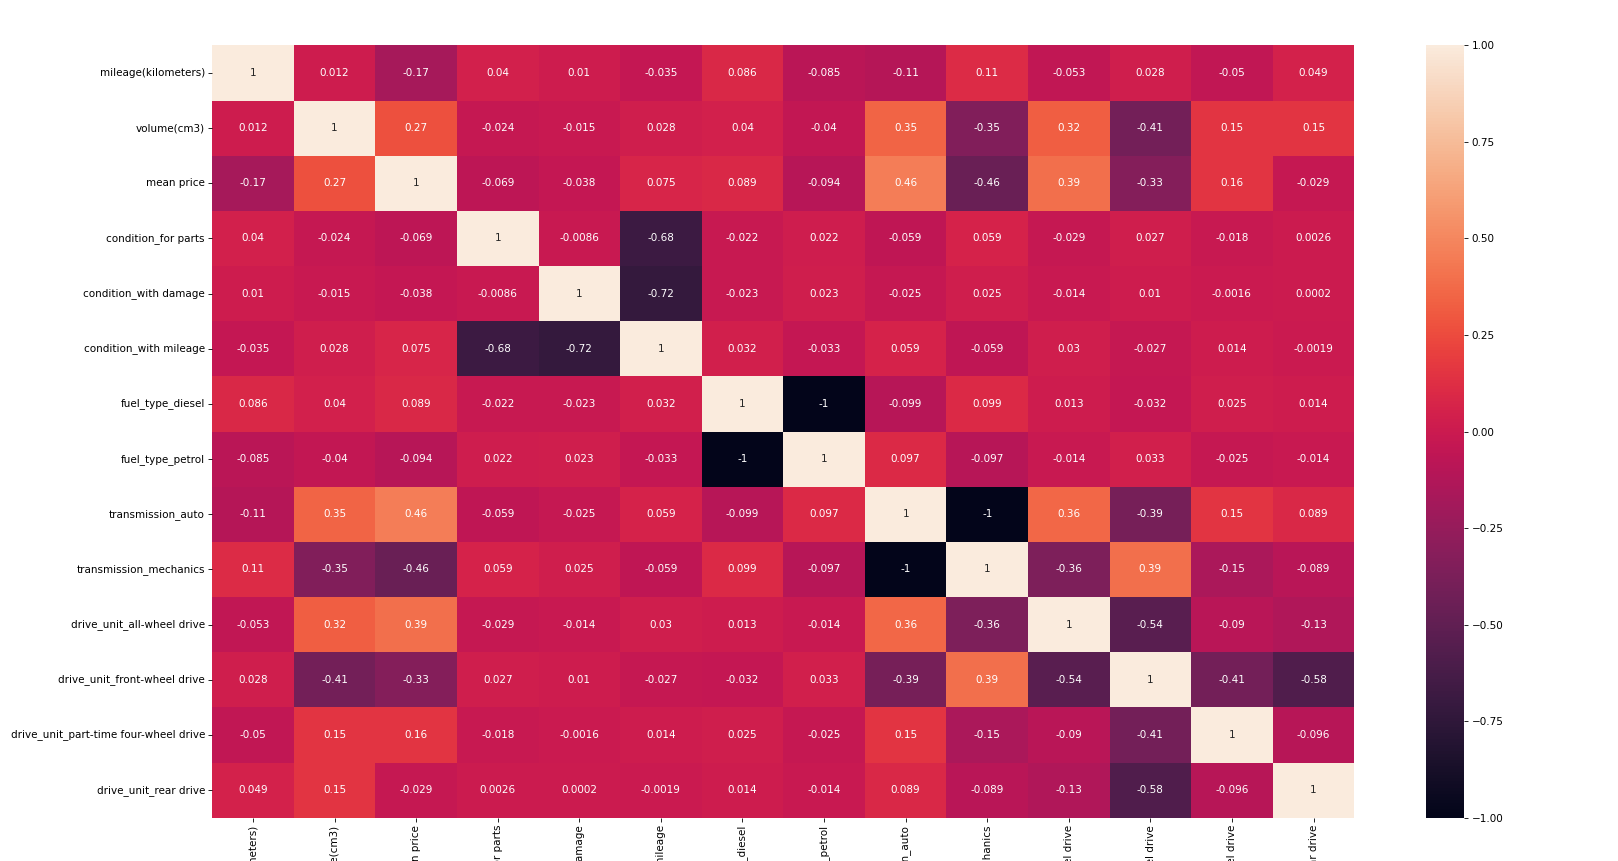 mileage(kilometers) 1 0.012 -0.17 0.04 0.01 -0.035 0.086 -0.085 -0.11 0.11 -0.053 0.028 -0.05 0.049
volume(cm3) 0.012 1 0.27 -0.024 -0.015 0.028 0.04 -0.04 0.35 -0.35 0.32 -0.41 0.15 0.15
mean price -0.17 0.27 1 -0.069 -0.038 0.075 0.089 -0.094 0.46 -0.46 0.39 -0.33 0.16 -0.029
condition_for parts 0.04 -0.024 -0.069 1 -0.0086 -0.68 -0.022 0.022 -0.059 0.059 -0.029 0.027 -0.018 0.0026
condition_with damage 0.01 -0.015 -0.038 -0.0086 1 -0.72 -0.023 0.023 -0.025 0.025 -0.014 0.01 -0.0016 0.0002
condition_with mileage -0.035 0.028 0.075 -0.68 -0.72 1 0.032 -0.033 0.059 -0.059 0.03 -0.027 0.014 -0.0019
fuel_type_diesel 0.086 0.04 0.089 -0.022 -0.023 0.032 1 -1 -0.099 0.099 0.013 -0.032 0.025 0.014
fuel_type_petrol -0.085 -0.04 -0.094 0.022 0.023 -0.033 -1 1 0.097 -0.097 -0.014 0.033 -0.025 -0.014
transmission_auto -0.11 0.35 0.46 -0.059 -0.025 0.059 -0.099 0.097 1 -1 0.36 -0.39 0.15 0.089
transmission_mechanics 0.11 -0.35 -0.46 0.059 0.025 -0.059 0.099 -0.097 -1 1 -0.36 0.39 -0.15 -0.089
drive_unit_all-wheel drive -0.053 0.32 0.39 -0.029 -0.014 0.03 0.013 -0.014 0.36 -0.36 1 -0.54 -0.09 -0.13
drive_unit_front-wheel drive 0.028 -0.41 -0.33 0.027 0.01 -0.027 -0.032 0.033 -0.39 0.39 -0.54 1 -0.41 -0.58
drive_unit_part-time four-wheel drive -0.05 0.15 0.16 -0.018 -0.0016 0.014 0.025 -0.025 0.15 -0.15 -0.09 -0.41 1 -0.096
drive_unit_rear drive 0.049 0.15 -0.029 0.0026 0.0002 -0.0019 0.014 -0.014 0.089 -0.089 -0.13 -0.58 -0.096 1
neters)
e(cm3)
n price
or parts
amage
nileage
_diesel
_petrol
n_auto
hanics
el drive
el drive
el drive
ar drive
1.00
0.75
0.50
0.25
0.00
−0.25
−0.50
−0.75
−1.00